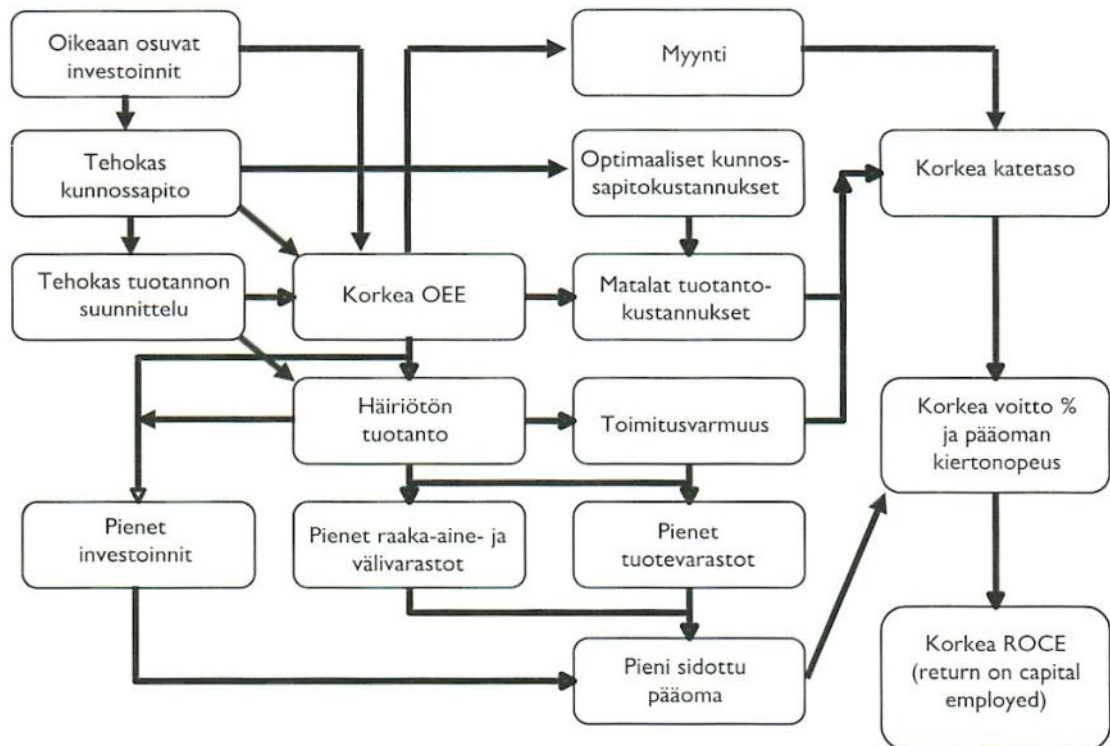 Oikeaan osuvat
investoinnit
Myynti
Tehokas
kunnossapito
Optimaaliset kunnos-
sapitokustannukset
Korkea katetaso
Tehokas tuotannon
suunnittelu
Korkea OEE
Matalat tuotanto-
kustannukset
Häiriötön
tuotanto
Toimitusvarmuus
Korkea voitto %
ja pääoman
kiertonopeus
Pienet
investoinnit
Pienet raaka-aine- ja
välivarastot
Pienet
tuotevarastot
Pieni sidottu
pääoma
Korkea ROCE
(return on capital
employed)